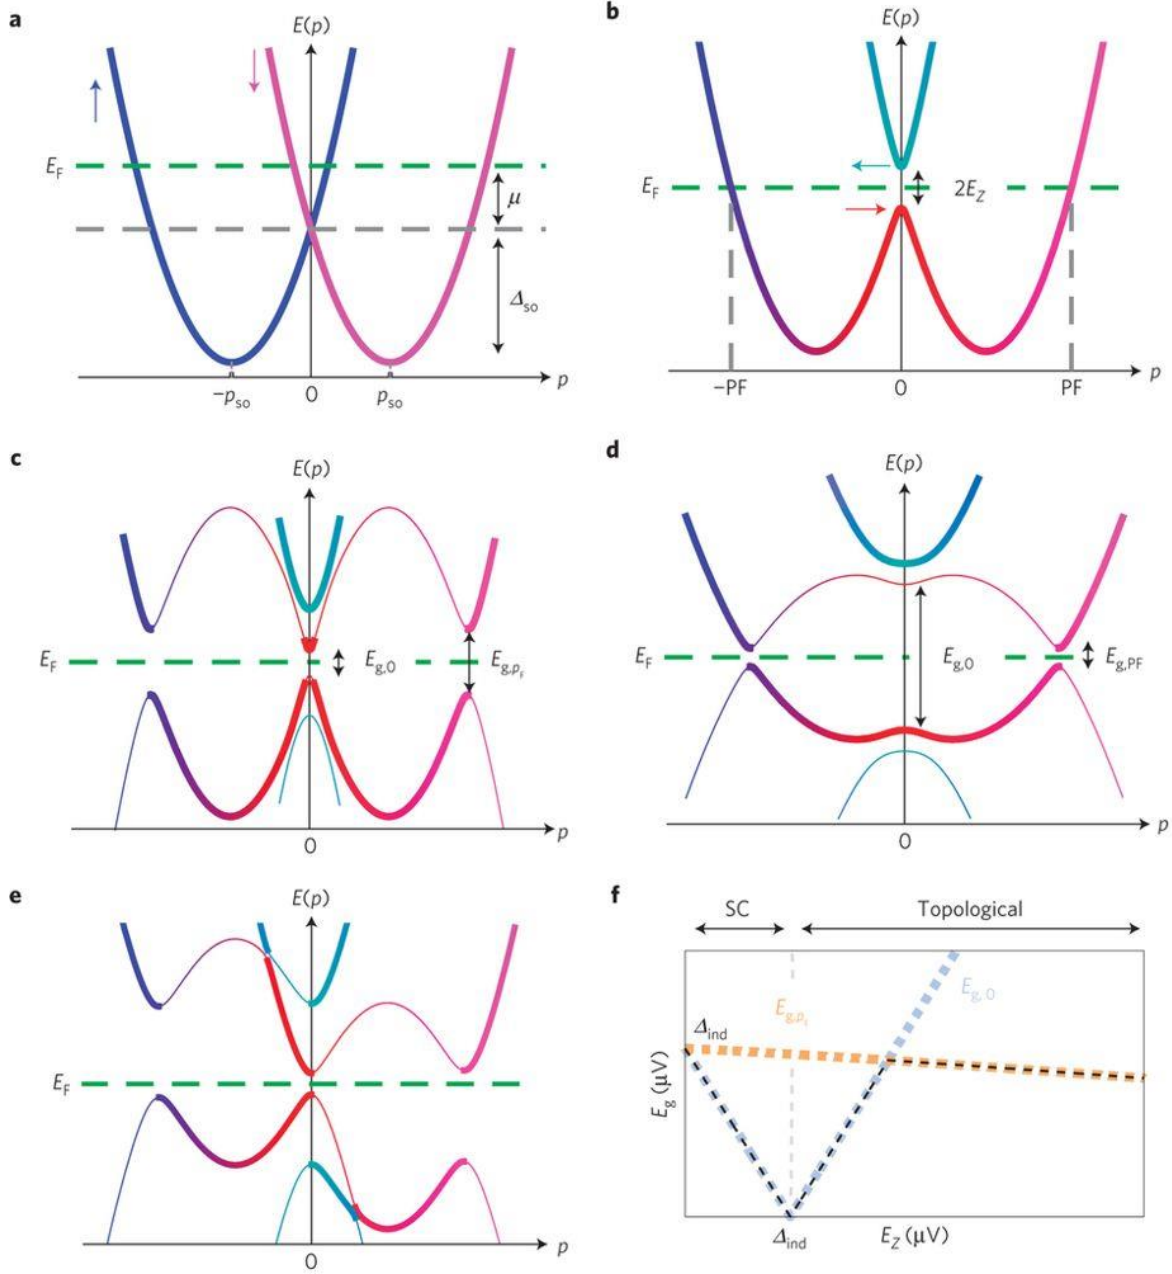 a
E(p)
E_F
μ
Δ_so
−p_so
0
p_so
p
b
E(p)
E_F
2E_Z
−PF
0
PF
p
c
E(p)
E_F
E_g,0
E_g,p_F
0
p
d
E(p)
E_F
E_g,0
E_g,PF
0
p
e
E(p)
E_F
0
p
f
SC
Topological
E_g,p_F
E_g,0
Δ_ind
E_g (μV)
Δ_ind
E_Z (μV)